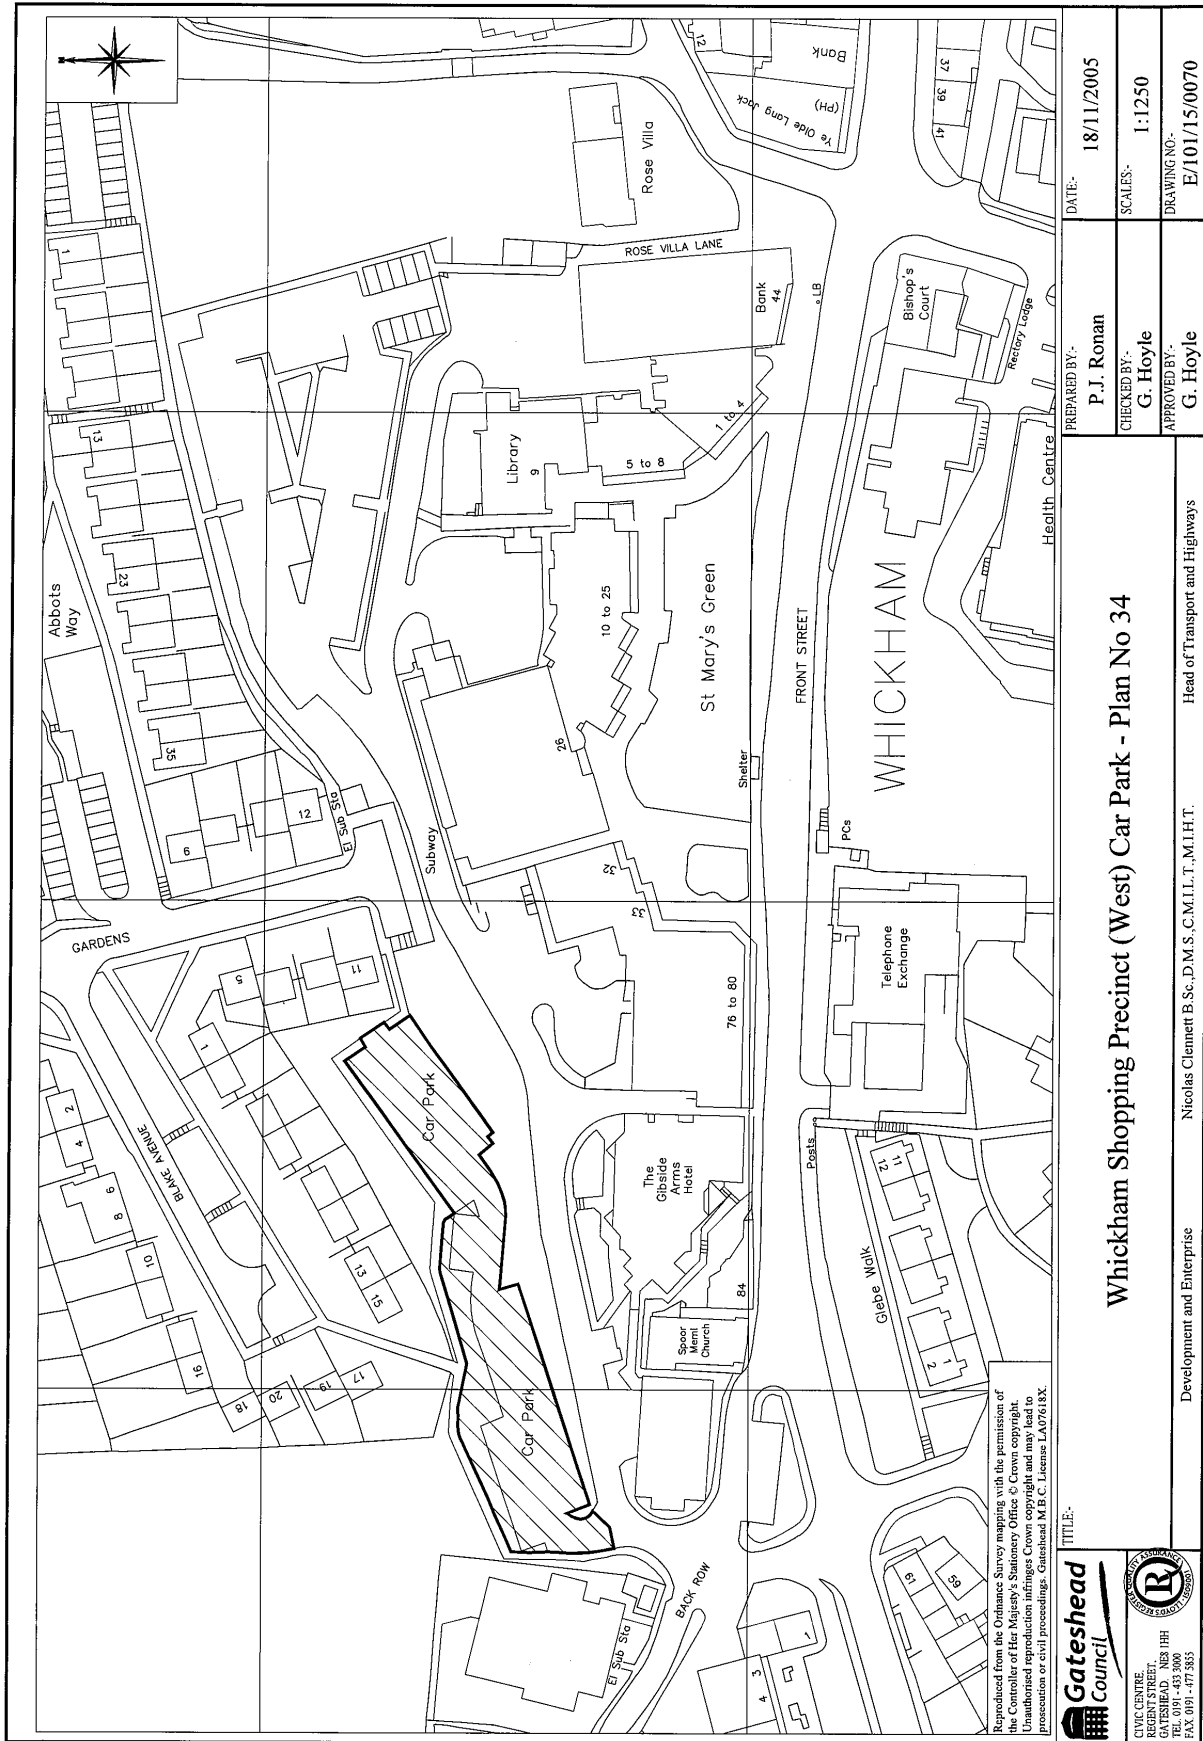 Abbots
Way
GARDENS
BLAKE AVENUE
1
13
23
35
9
12
El Sub Sta
5
11
1
2
4
6
8
10
16
18
20
19
17
13
15
Subway
Car Park
Car Park
Library
9
5 to 8
1 to 4
10 to 25
26
32
33
76 to 80
St Mary's Green
Shelter
Rose Villa
ROSE VILLA LANE
Bank
44
LB
12
Bank
Ye Olde Lang Jack
(PH)
37
39
41
FRONT STREET
WHICKHAM
Bishop's
Court
Rectory Lodge
Health Centre
PCs
Telephone
Exchange
Posts
The
Gibside
Arms
Hotel
84
Spoor
Meml
Church
Glebe Walk
11
12
1
2
BACK ROW
El Sub Sta
1
3
4
61
59
Reproduced from the Ordnance Survey mapping with the permission of
the Controller of Her Majesty's Stationery Office © Crown copyright.
Unauthorised reproduction infringes Crown copyright and may lead to
prosecution or civil proceedings. Gateshead M.B.C. License LA07618X.
Gateshead
Council
CIVIC CENTRE,
REGENT STREET,
GATESHEAD. NE8 1HH
TEL. 0191 - 433 3000
FAX. 0191 - 477 5855
TITLE:-
Whickham Shopping Precinct (West) Car Park - Plan No 34
Development and Enterprise
Nicolas Clennett B.Sc.,D.M.S.,C.M.I.L.T.,M.I.H.T.
Head of Transport and Highways
PREPARED BY:-
P.J. Ronan
CHECKED BY:-
G. Hoyle
APPROVED BY:-
G. Hoyle
DATE:-
18/11/2005
SCALES:-
1:1250
DRAWING NO:-
E/101/15/0070